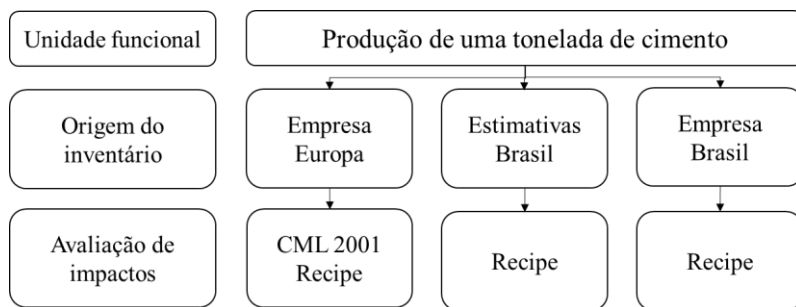 Unidade funcional
Produção de uma tonelada de cimento
Origem do
inventário
Empresa
Europa
Estimativas
Brasil
Empresa
Brasil
Avaliação de
impactos
CML 2001
Recipe
Recipe
Recipe